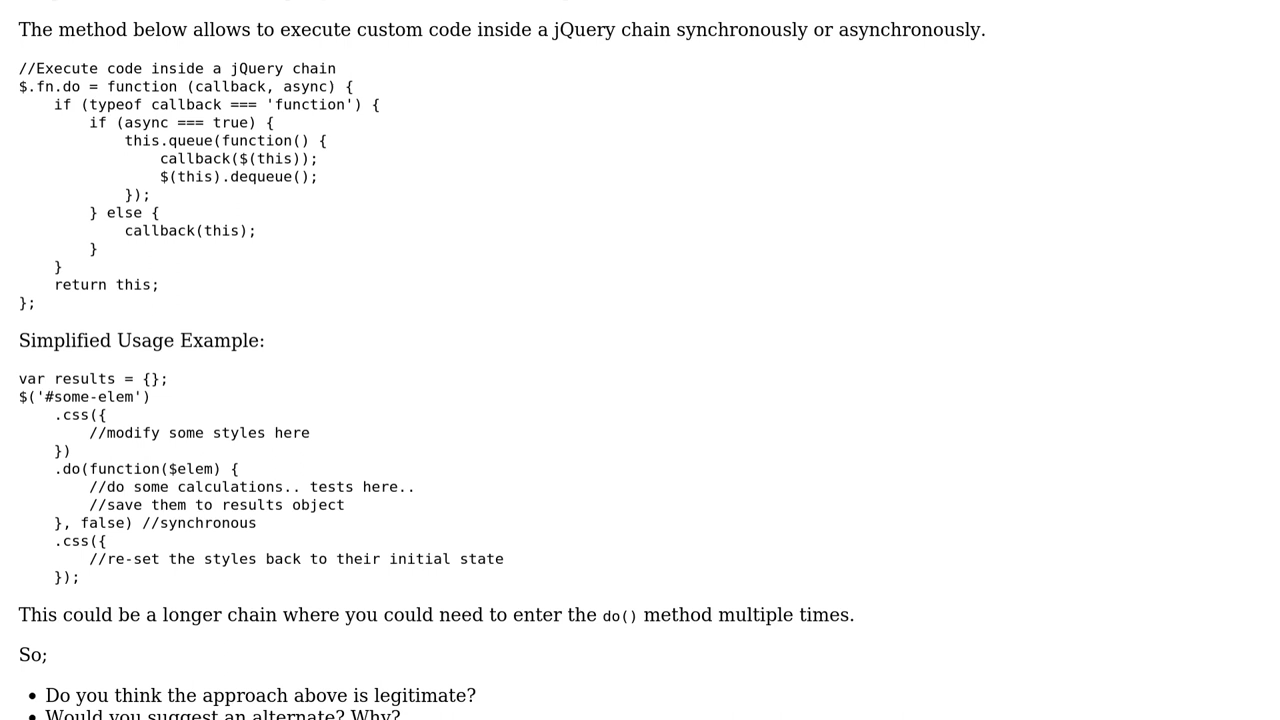 The method below allows to execute custom code inside a jQuery chain synchronously or asynchronously.
//Execute code inside a jQuery chain
$.fn.do = function (callback, async) {
    if (typeof callback === 'function') {
        if (async === true) {
            this.queue(function() {
                callback($(this));
                $(this).dequeue();
            });
        } else {
            callback(this);
        }
    }
    return this;
};
Simplified Usage Example:
var results = {};
$('#some-elem')
    .css({
        //modify some styles here
    })
    .do(function($elem) {
        //do some calculations.. tests here..
        //save them to results object
    }, false) //synchronous
    .css({
        //re-set the styles back to their initial state
    });
This could be a longer chain where you could need to enter the do() method multiple times.
So;
• Do you think the approach above is legitimate?
• Would you suggest an alternate? Why?